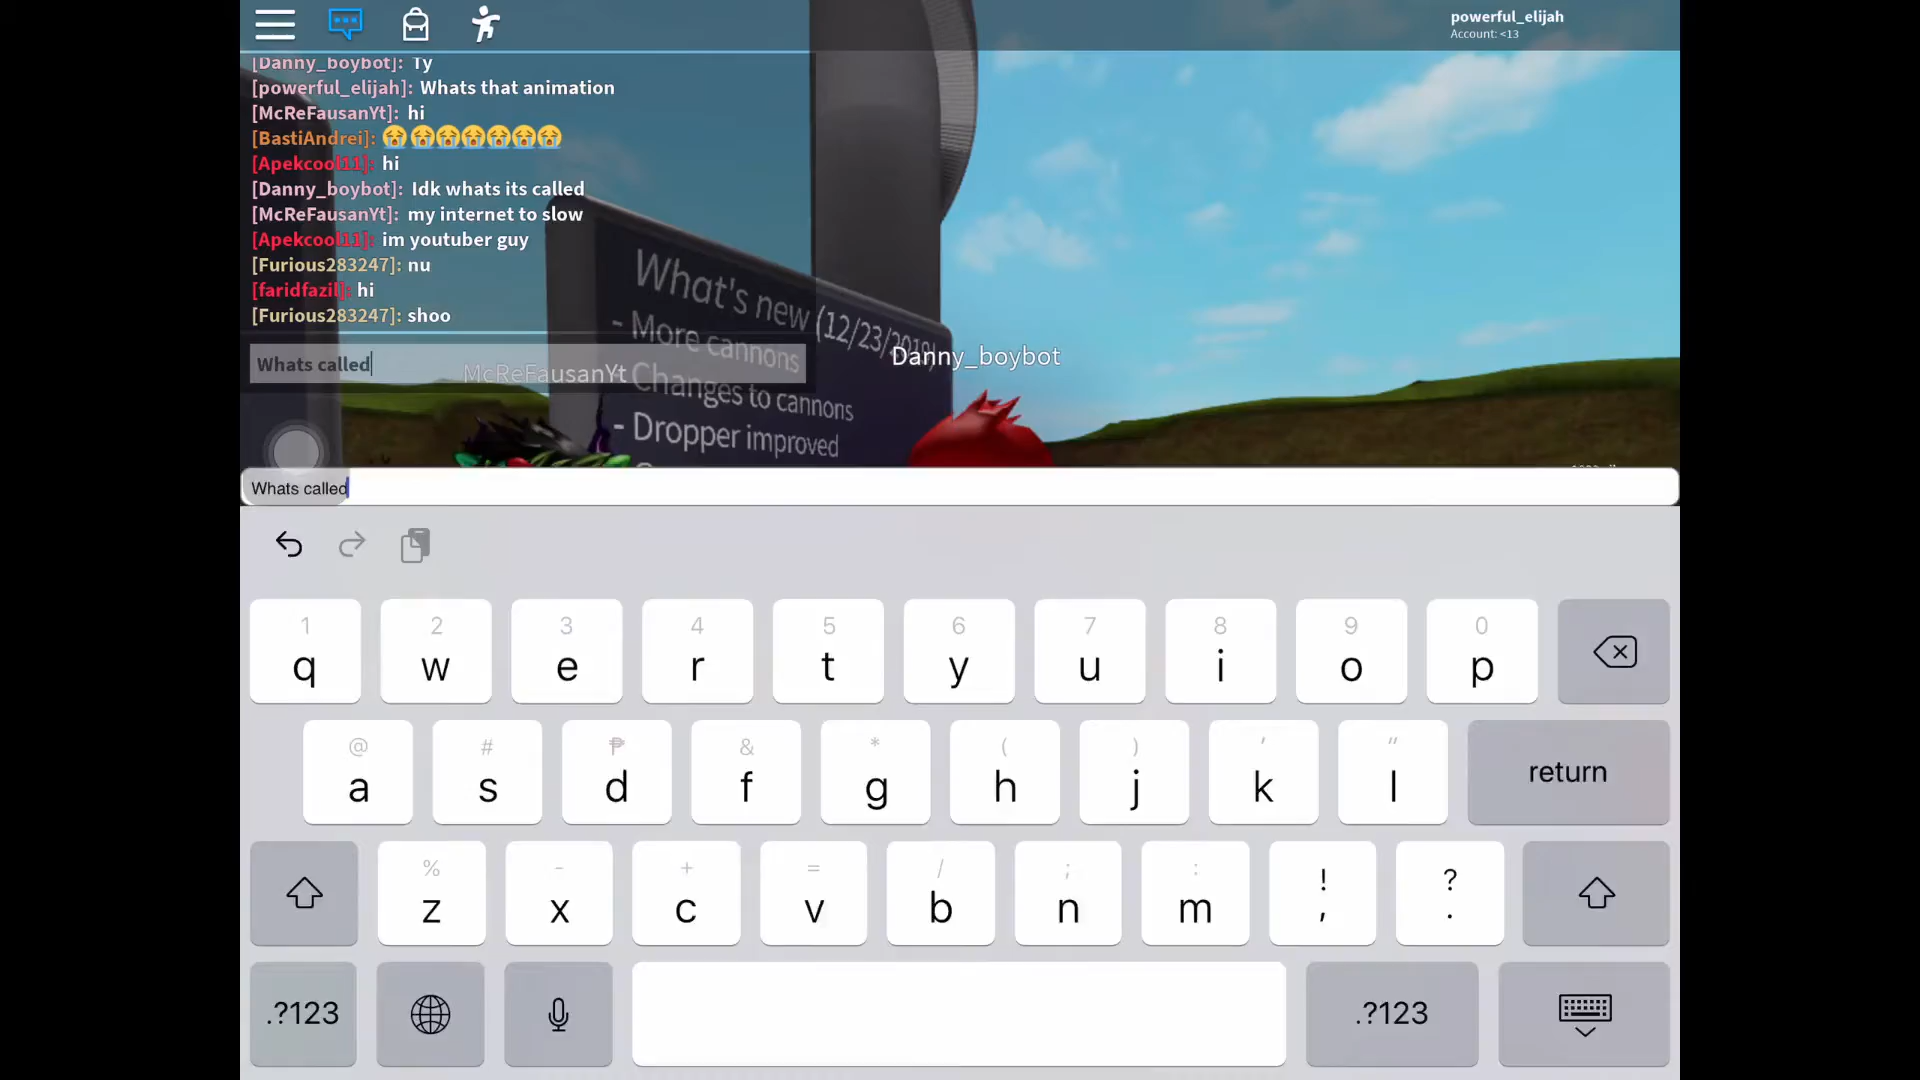 powerful_elijah
Account: <13
[Danny_boybot]: Ty
[powerful_elijah]: Whats that animation
[McReFausanYt]: hi
[BastiAndrei]: 😭😭😭😭😭😭😭
[Apekcool11]: hi
[Danny_boybot]: Idk whats its called
[McReFausanYt]: my internet to slow
[Apekcool11]: im youtuber guy
[Furious283247]: nu
[faridfazil]: hi
[Furious283247]: shoo
Whats called
What's new (12/23/2019)
- More cannons
- Changes to cannons
- Dropper improved
McReFausanYt
Danny_boybot
Whats called
1 2 3 4 5 6 7 8 9 0
q w e r t y u i o p
@ # ₱ & * ( ) ' "
a s d f g h j k l return
% - + = / ; : ! ?
z x c v b n m , .
.?123 .?123